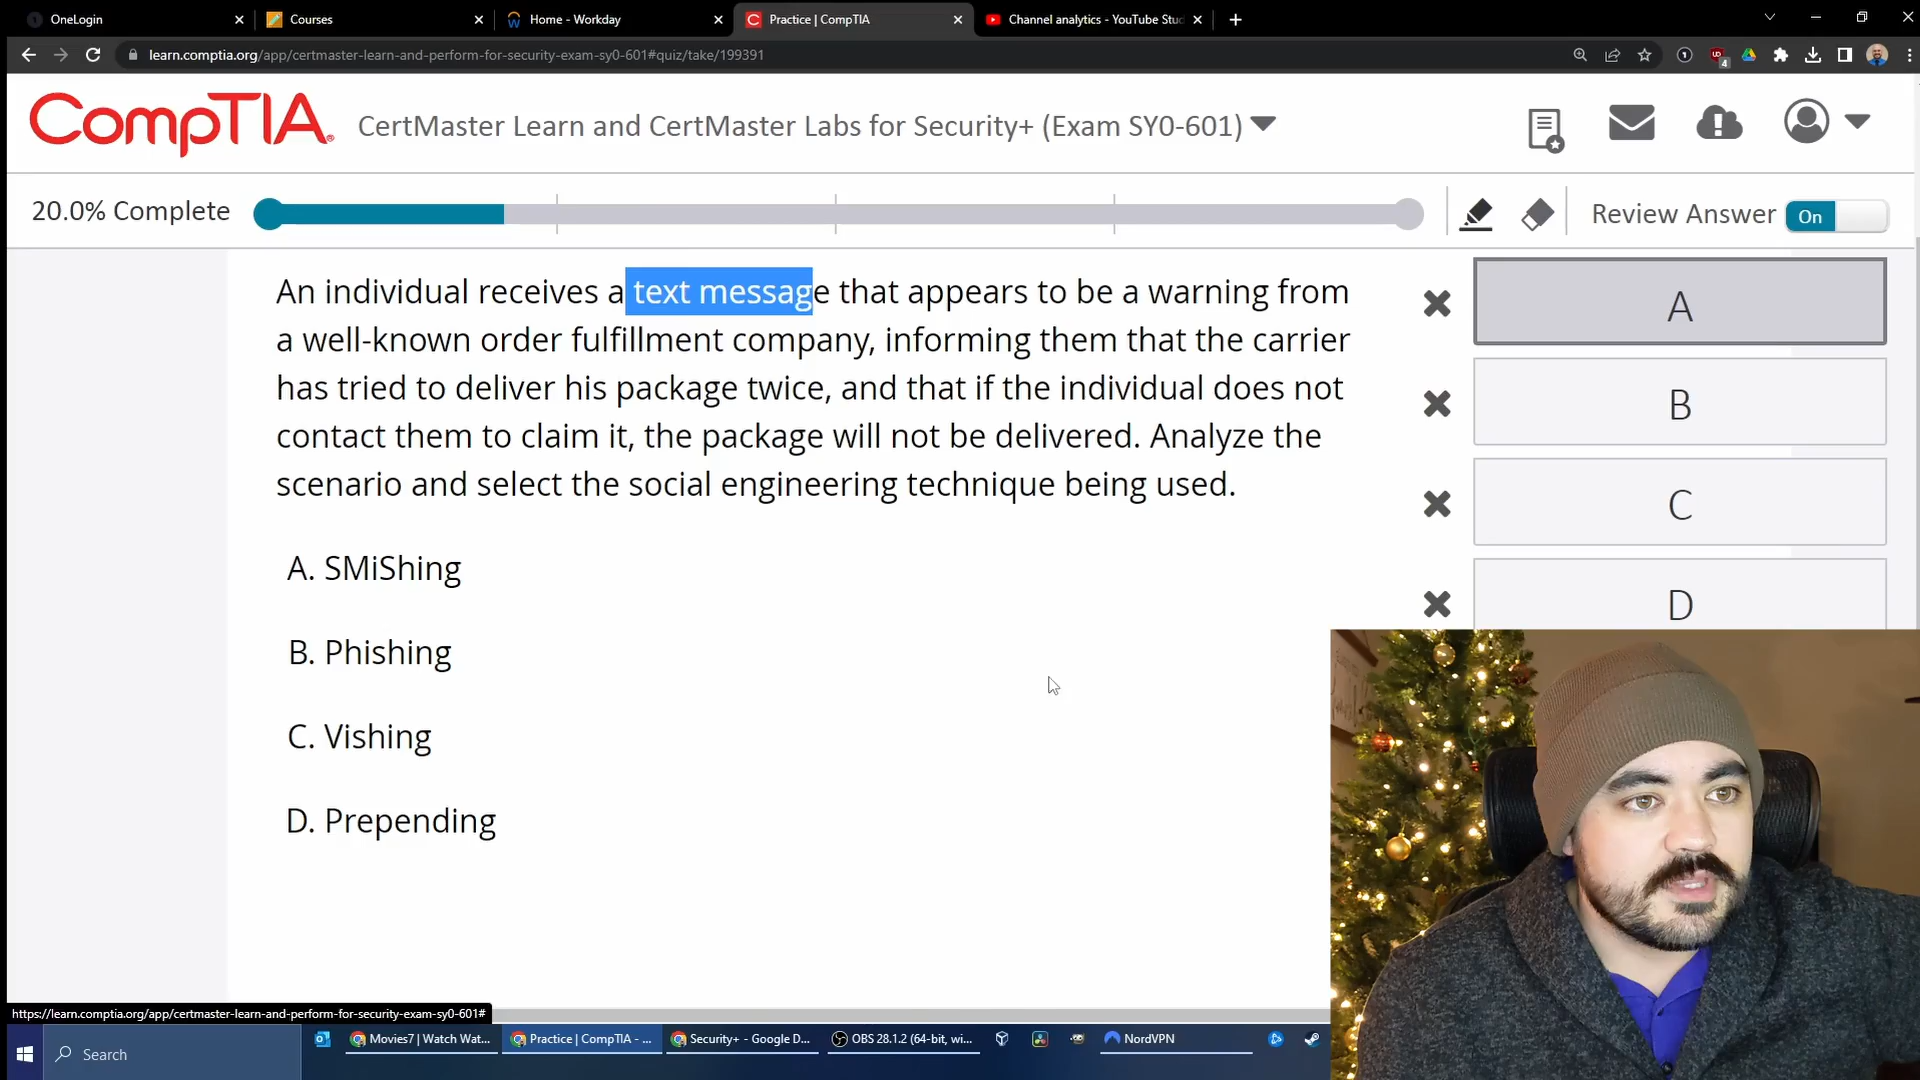 OneLogin
Courses
Home - Workday
Practice | CompTIA
Channel analytics - YouTube Stu
learn.comptia.org/app/certmaster-learn-and-perform-for-security-exam-sy0-601#quiz/take/199391
4
CompTIA.
CertMaster Learn and CertMaster Labs for Security+ (Exam SY0-601)
20.0% Complete
Review Answer
On
An individual receives a text message that appears to be a warning from
a well-known order fulfillment company, informing them that the carrier
has tried to deliver his package twice, and that if the individual does not
contact them to claim it, the package will not be delivered. Analyze the
scenario and select the social engineering technique being used.
A. SMiShing
B. Phishing
C. Vishing
D. Prepending
A
B
C
D
https://learn.comptia.org/app/certmaster-learn-and-perform-for-security-exam-sy0-601#
Search
Movies7 | Watch Wat...
Practice | CompTIA - ...
Security+ - Google D...
OBS 28.1.2 (64-bit, wi...
NordVPN